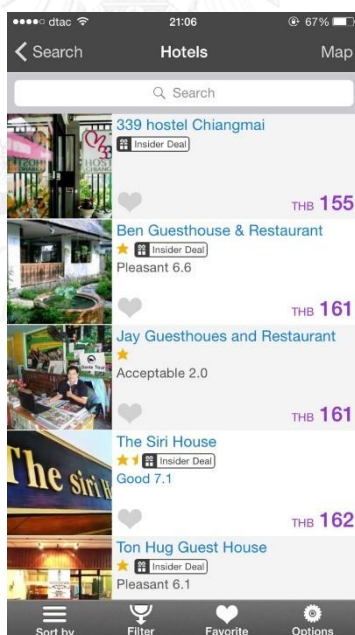 dtac 21:06 67%
Search Hotels Map
Search
339 hostel Chiangmai
Insider Deal
THB 155
Ben Guesthouse & Restaurant
Insider Deal
Pleasant 6.6
THB 161
Jay Guesthoues and Restaurant
Acceptable 2.0
THB 161
The siri H
The Siri House
Insider Deal
Good 7.1
THB 162
Ton Hug Guest House
Insider Deal
Pleasant 6.1
Sort by Filter Favorite Options